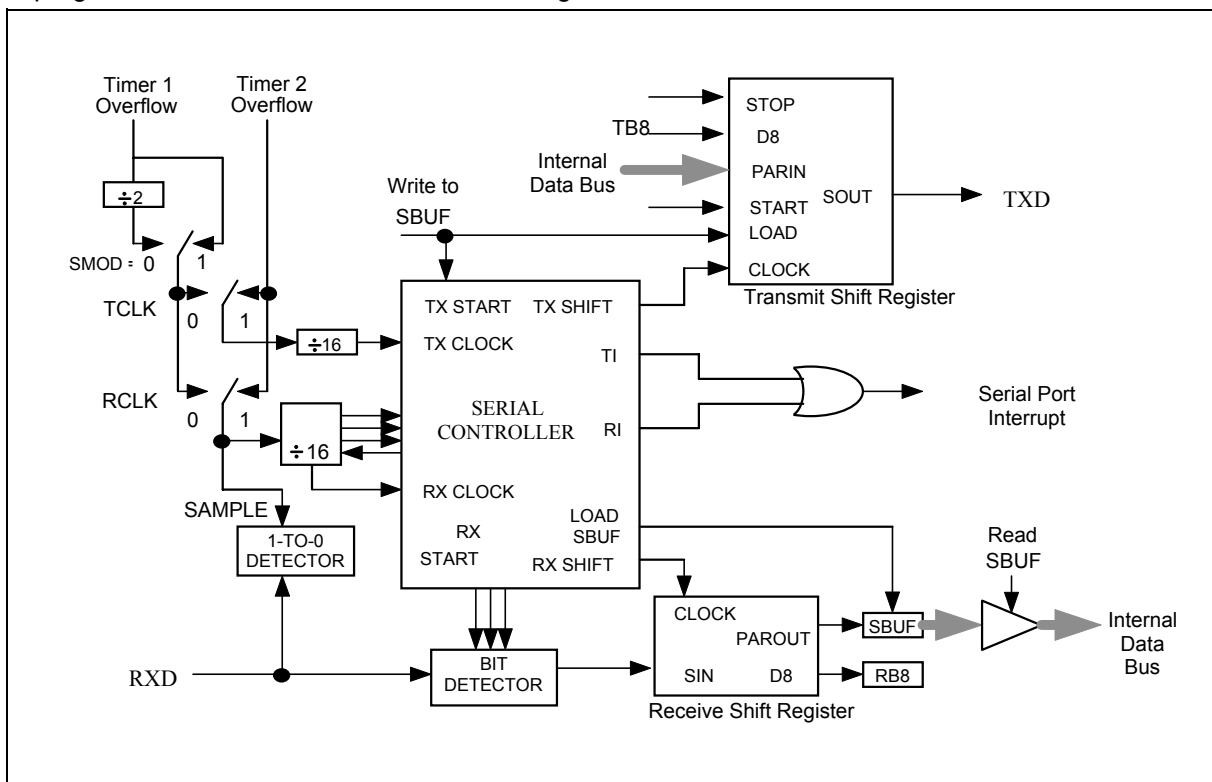 Timer 1
Overflow
Timer 2
Overflow
÷2
SMOD = 0
1
TCLK
0
1
÷16
RCLK
0
1
÷16
SAMPLE
1-TO-0
DETECTOR
RXD
Write to
SBUF
TX START
TX SHIFT
TX CLOCK
TI
SERIAL
CONTROLLER
RI
RX CLOCK
LOAD
SBUF
RX
START
RX SHIFT
BIT
DETECTOR
TB8
Internal
Data Bus
STOP
D8
PARIN
SOUT
START
LOAD
CLOCK
Transmit Shift Register
TXD
Serial Port
Interrupt
CLOCK
PAROUT
SIN
D8
Receive Shift Register
SBUF
RB8
Read
SBUF
Internal
Data
Bus